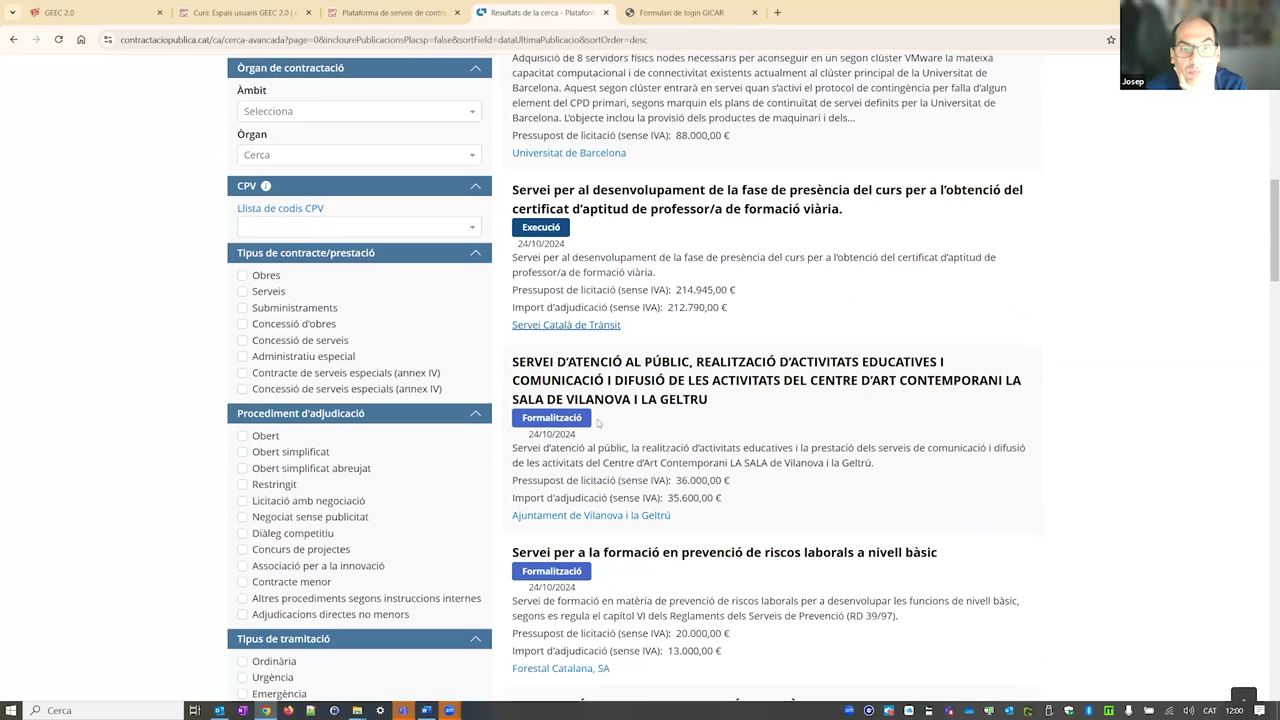 GEEC 2.0
Curs: Espais usuaris GEEC 2.0 (
Plataforma de serveis de contra
Resultats de la cerca - Platafor
Formulari de login GICAR
contractaciopublica.cat/ca/cerca-avancada?page=0&inclourePublicacionsPlacsp=false&sortField=dataUltimaPublicacio&sortOrder=desc
Josep
Òrgan de contractació
Àmbit
Selecciona
Òrgan
Cerca
CPV
Llista de codis CPV
Tipus de contracte/prestació
Obres
Serveis
Subministraments
Concessió d'obres
Concessió de serveis
Administratiu especial
Contracte de serveis especials (annex IV)
Concessió de serveis especials (annex IV)
Procediment d'adjudicació
Obert
Obert simplificat
Obert simplificat abreujat
Restringit
Licitació amb negociació
Negociat sense publicitat
Diàleg competitiu
Concurs de projectes
Associació per a la innovació
Contracte menor
Altres procediments segons instruccions internes
Adjudicacions directes no menors
Tipus de tramitació
Ordinària
Urgència
Emergència
Adquisició de 8 servidors físics nodes necessaris per aconseguir en un segon clúster VMware la mateixa
capacitat computacional i de connectivitat existents actualment al clúster principal de la Universitat de
Barcelona. Aquest segon clúster entrarà en servei quan s'activi el protocol de contingència per falla d'algun
element del CPD primari, segons marquin els plans de continuïtat de servei definits per la Universitat de
Barcelona. L'objecte inclou la provisió dels productes de maquinari i dels...
Pressupost de licitació (sense IVA): 88.000,00 €
Universitat de Barcelona
Servei per al desenvolupament de la fase de presència del curs per a l'obtenció del
certificat d'aptitud de professor/a de formació viària.
Execució
24/10/2024
Servei per al desenvolupament de la fase de presència del curs per a l'obtenció del certificat d'aptitud de
professor/a de formació viària.
Pressupost de licitació (sense IVA): 214.945,00 €
Import d'adjudicació (sense IVA): 212.790,00 €
Servei Català de Trànsit
SERVEI D'ATENCIÓ AL PÚBLIC, REALITZACIÓ D'ACTIVITATS EDUCATIVES I
COMUNICACIÓ I DIFUSIÓ DE LES ACTIVITATS DEL CENTRE D'ART CONTEMPORANI LA
SALA DE VILANOVA I LA GELTRU
Formalització
24/10/2024
Servei d'atenció al públic, la realització d'activitats educatives i la prestació dels serveis de comunicació i difusió
de les activitats del Centre d'Art Contemporani LA SALA de Vilanova i la Geltrú.
Pressupost de licitació (sense IVA): 36.000,00 €
Import d'adjudicació (sense IVA): 35.600,00 €
Ajuntament de Vilanova i la Geltrú
Servei per a la formació en prevenció de riscos laborals a nivell bàsic
Formalització
24/10/2024
Servei de formació en matèria de prevenció de riscos laborals per a desenvolupar les funcions de nivell bàsic,
segons es regula el capítol VI dels Reglaments dels Serveis de Prevenció (RD 39/97).
Pressupost de licitació (sense IVA): 20.000,00 €
Import d'adjudicació (sense IVA): 13.000,00 €
Forestal Catalana, SA
Cerca
CAT
12:00